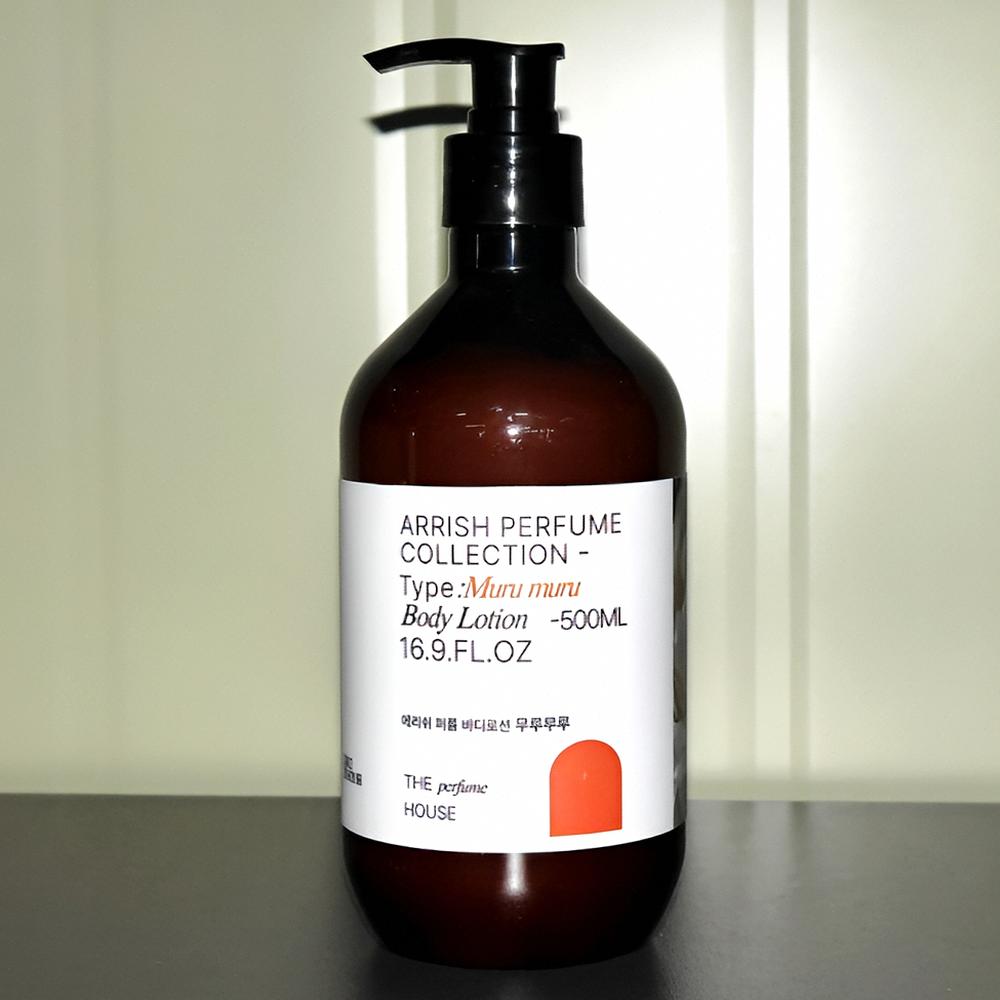 ARRISH PERFUME
COLLECTION -
Type:Muru muru
Body Lotion -500ML
16.9.FL.OZ
에리쉬 퍼퓸 바디로션 무루무루
THE perfume
HOUSE